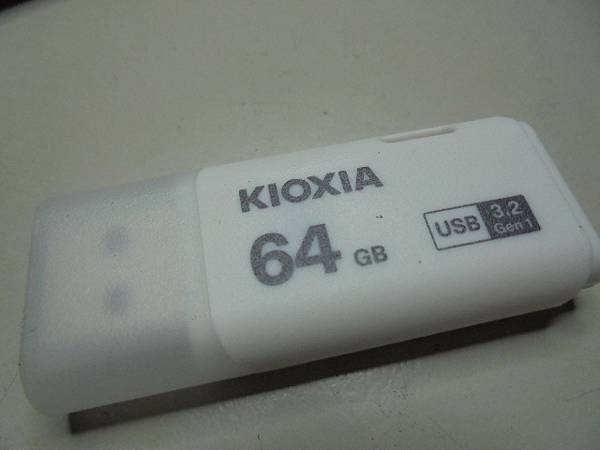 KIOXIA
64 GB
USB 3.2 Gen 1